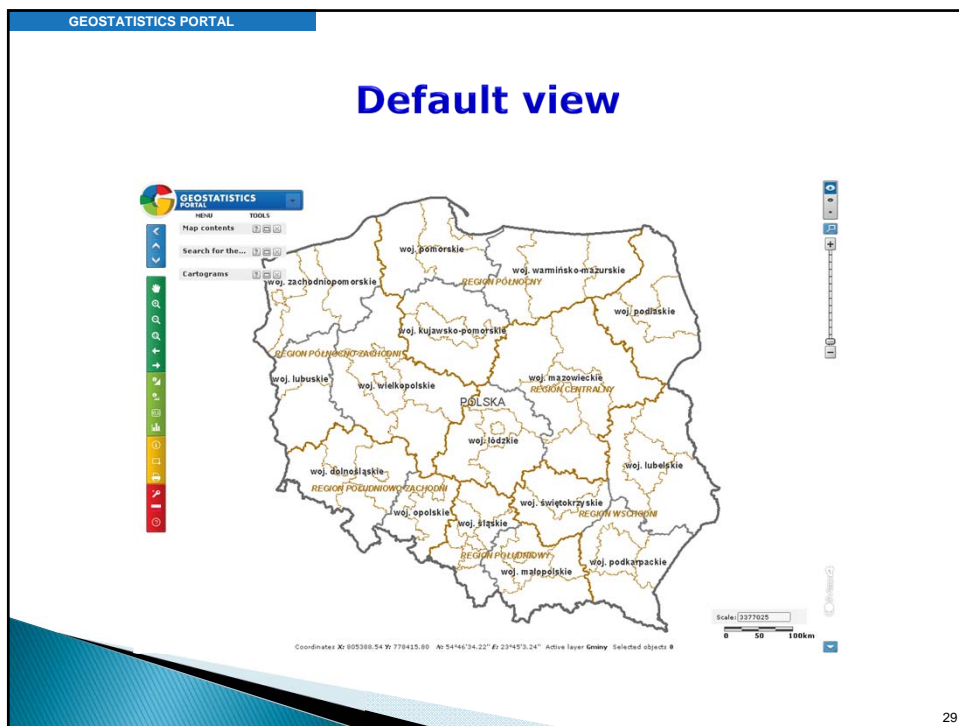 GEOSTATISTICS PORTAL
Default view
GEOSTATISTICS
PORTAL
MENU TOOLS
Map contents
Search for the...
Cartograms
woj. pomorskie
woj. warmińsko-mazurskie
woj. zachodniopomorskie
REGION PÓŁNOCNY
woj. podlaskie
woj. kujawsko-pomorskie
REGION PÓŁNOCNO-ZACHODNI
woj. lubuskie
woj. wielkopolskie
woj. mazowieckie
REGION CENTRALNY
POLSKA
woj. łódzkie
woj. lubelskie
woj. dolnośląskie
REGION POŁUDNIOWO-ZACHODNI
woj. świętokrzyskie
woj. opolskie
REGION WSCHODNI
woj. śląskie
REGION POŁUDNIOWY
woj. małopolskie
woj. podkarpackie
Scale: 3377025
0 50 100km
Coordinates X: 805388.54 Y: 778415.80 N: 54°46'34.22" E: 23°45'3.24" Active layer Gminy Selected objects 0
29